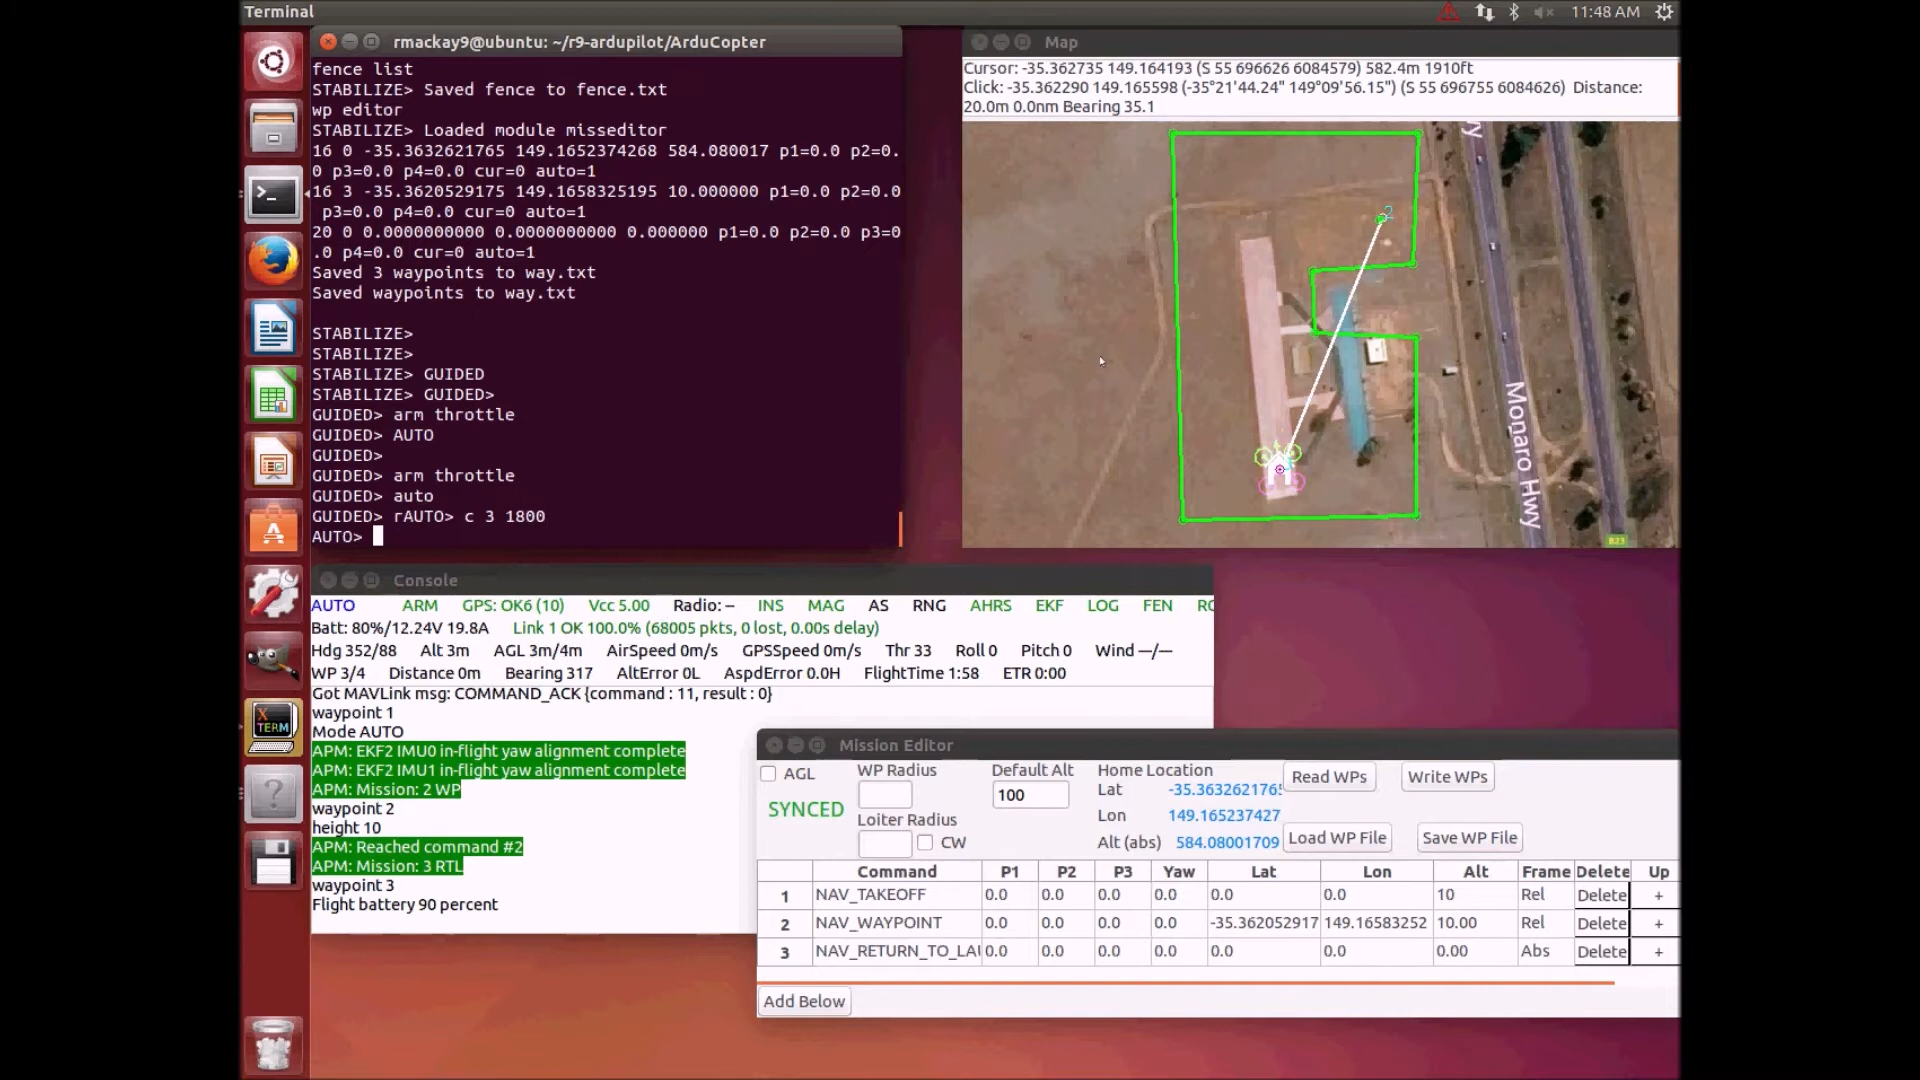 Terminal
11:48 AM
rmackay9@ubuntu: ~/r9-ardupilot/ArduCopter
fence list
STABILIZE> Saved fence to fence.txt
wp editor
STABILIZE> Loaded module misseditor
16 0 -35.3632621765 149.1652374268 584.080017 p1=0.0 p2=0.
0 p3=0.0 p4=0.0 cur=0 auto=1
16 3 -35.3620529175 149.1658325195 10.000000 p1=0.0 p2=0.0
p3=0.0 p4=0.0 cur=0 auto=1
20 0 0.0000000000 0.0000000000 0.000000 p1=0.0 p2=0.0 p3=0
.0 p4=0.0 cur=0 auto=1
Saved 3 waypoints to way.txt
Saved waypoints to way.txt
STABILIZE>
STABILIZE>
STABILIZE> GUIDED
STABILIZE> GUIDED>
GUIDED> arm throttle
GUIDED> AUTO
GUIDED>
GUIDED> arm throttle
GUIDED> auto
GUIDED> rAUTO> c 3 1800
AUTO>
Map
Cursor: -35.362735 149.164193 (S 55 696626 6084579) 582.4m 1910ft
Click: -35.362290 149.165598 (-35°21'44.24" 149°09'56.15") (S 55 696755 6084626) Distance:
20.0m 0.0nm Bearing 35.1
2
wy
Monaro Hwy
B23
X
TERM
Console
AUTO ARM GPS: OK6 (10) Vcc 5.00 Radio: -- INS MAG AS RNG AHRS EKF LOG FEN RC
Batt: 80%/12.24V 19.8A Link 1 OK 100.0% (68005 pkts, 0 lost, 0.00s delay)
Hdg 352/88 Alt 3m AGL 3m/4m AirSpeed 0m/s GPSSpeed 0m/s Thr 33 Roll 0 Pitch 0 Wind ---/---
WP 3/4 Distance 0m Bearing 317 AltError 0L AspdError 0.0H FlightTime 1:58 ETR 0:00
Got MAVLink msg: COMMAND_ACK {command : 11, result : 0}
waypoint 1
Mode AUTO
APM: EKF2 IMU0 in-flight yaw alignment complete
APM: EKF2 IMU1 in-flight yaw alignment complete
APM: Mission: 2 WP
waypoint 2
height 10
APM: Reached command #2
APM: Mission: 3 RTL
waypoint 3
Flight battery 90 percent
Mission Editor
AGL WP Radius Default Alt Home Location Read WPs Write WPs
Lat -35.3632621765
SYNCED 100 Lon 149.165237427
Loiter Radius Load WP File Save WP File
CW Alt (abs) 584.08001709
Command P1 P2 P3 Yaw Lat Lon Alt Frame Delete Up
1 NAV_TAKEOFF 0.0 0.0 0.0 0.0 0.0 0.0 10 Rel Delete +
2 NAV_WAYPOINT 0.0 0.0 0.0 0.0 -35.362052917 149.16583252 10.00 Rel Delete +
3 NAV_RETURN_TO_LAU 0.0 0.0 0.0 0.0 0.0 0.0 0.00 Abs Delete +
Add Below